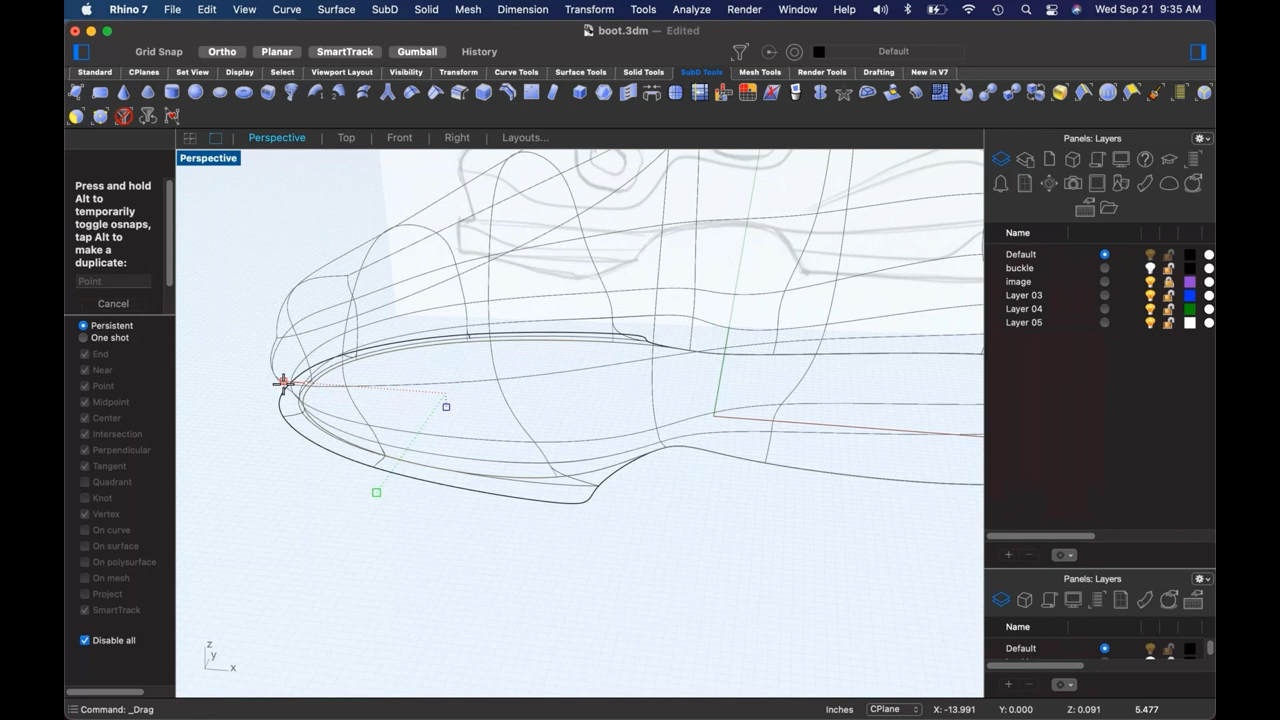 Rhino 7 File Edit View Curve Surface SubD Solid Mesh Dimension Transform Tools Analyze Render Window Help Wed Sep 21 9:35 AM
boot.3dm — Edited
Grid Snap Ortho Planar SmartTrack Gumball History Default
Standard CPlanes Set View Display Select Viewport Layout Visibility Transform Curve Tools Surface Tools Solid Tools SubD Tools Mesh Tools Render Tools Drafting New in V7
Perspective Top Front Right Layouts...
Panels: Layers
Perspective
Press and hold
Alt to
temporarily
toggle osnaps,
tap Alt to
make a
duplicate:
Point
Cancel
Persistent
One shot
End
Near
Point
Midpoint
Center
Intersection
Perpendicular
Tangent
Quadrant
Knot
Vertex
On curve
On surface
On polysurface
On mesh
Project
SmartTrack
Disable all
Name
Default
buckle
image
Layer 03
Layer 04
Layer 05
Panels: Layers
Name
Default
z
y
x
Command: _Drag
Inches CPlane X: -13.991 Y: 0.000 Z: 0.091 5.477